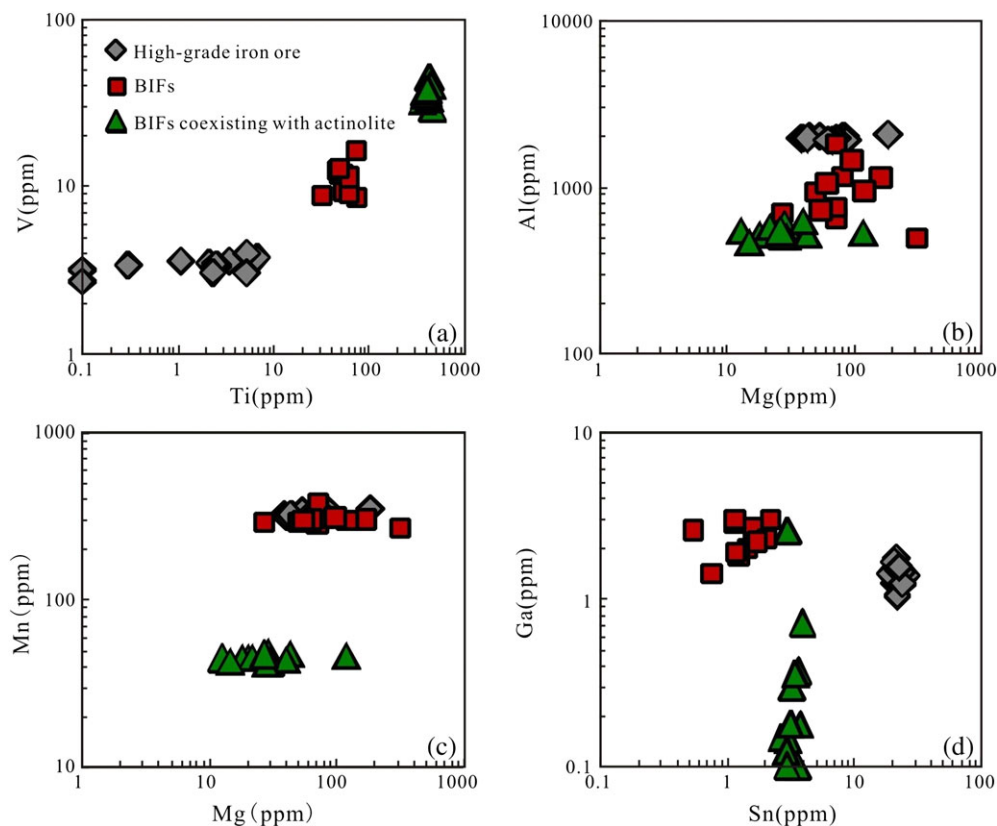 100
10
1
V(ppm)
High-grade iron ore
BIFs
BIFs coexisting with actinolite
(a)
0.1 1 10 100 1000
Ti(ppm)
10000
1000
100
Al(ppm)
(b)
1 10 100 1000
Mg(ppm)
1000
100
10
Mn(ppm)
(c)
1 10 100 1000
Mg(ppm)
10
1
0.1
Ga(ppm)
(d)
0.1 1 10 100
Sn(ppm)